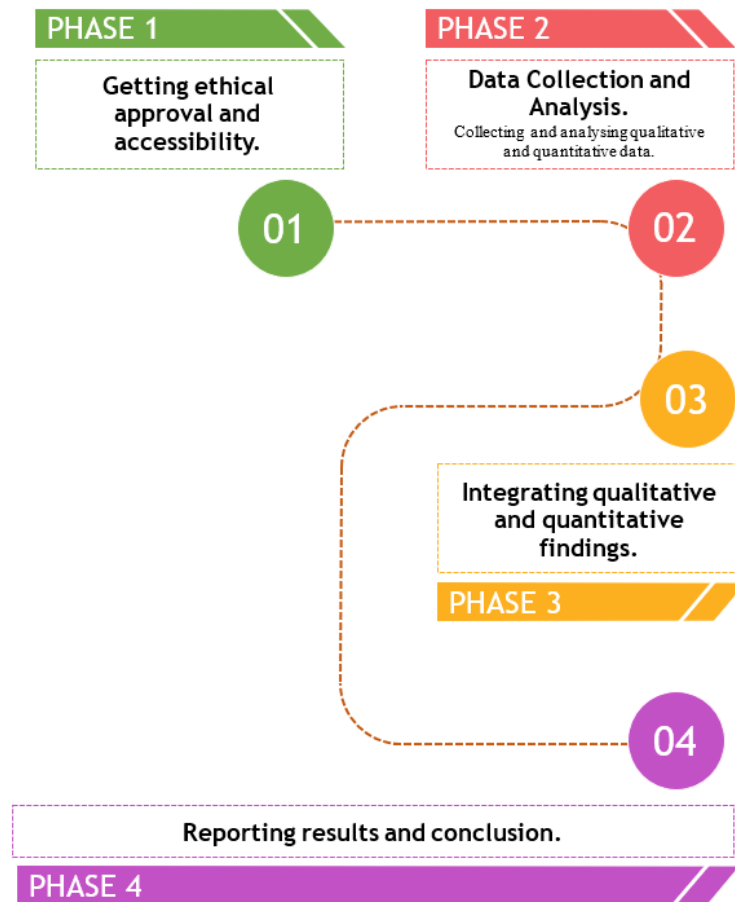 PHASE 1
Getting ethical
approval and
accessibility.
01
PHASE 2
Data Collection and
Analysis.
Collecting and analysing qualitative
and quantitative data.
02
03
Integrating qualitative
and quantitative
findings.
PHASE 3
04
Reporting results and conclusion.
PHASE 4